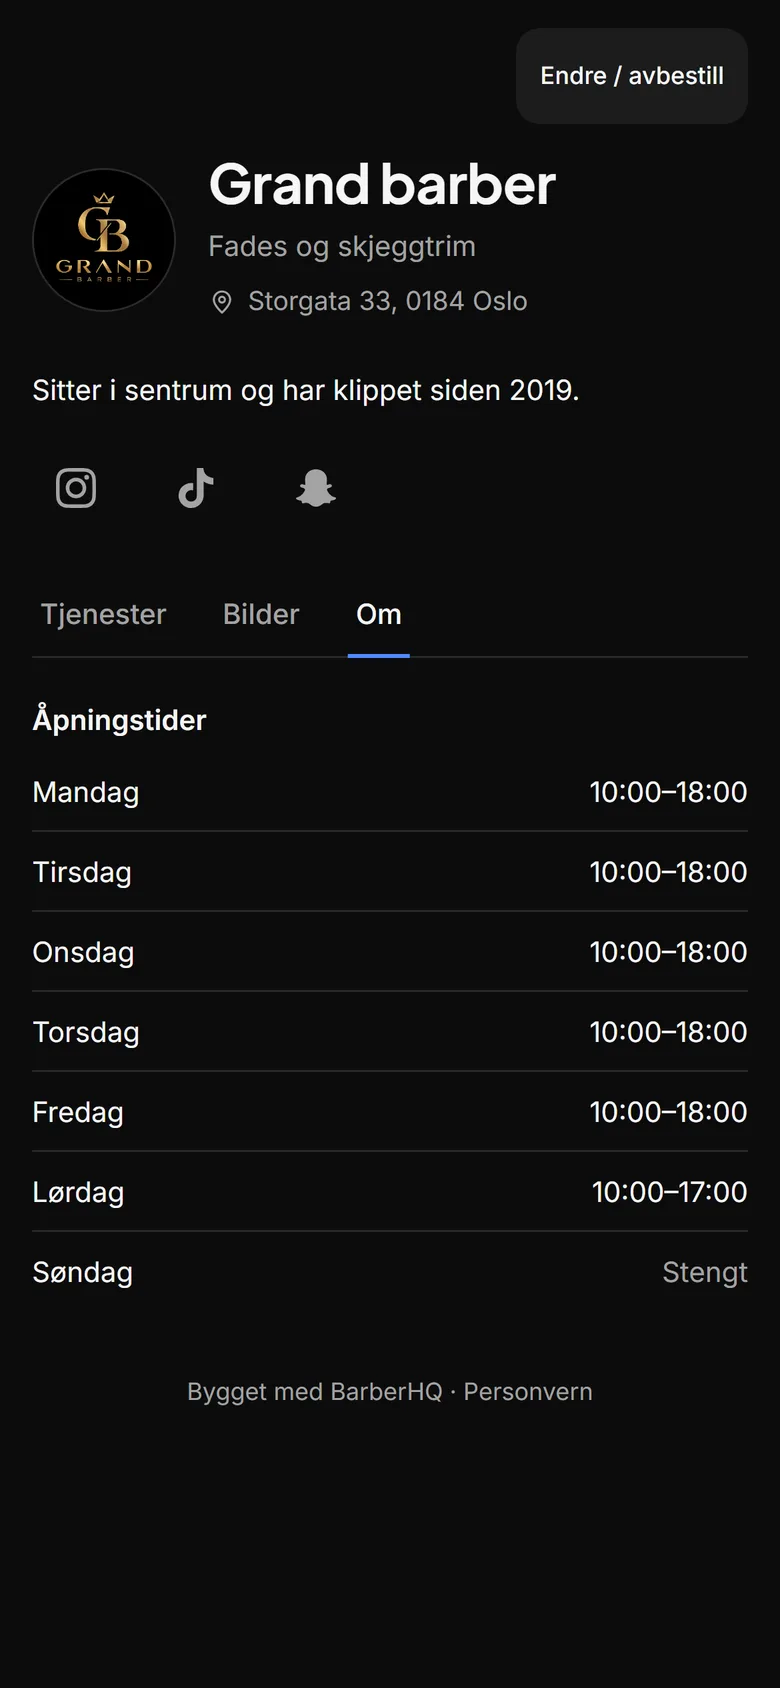 Endre / avbestill
GB
GRAND
BARBER
Grand barber
Fades og skjeggtrim
Storgata 33, 0184 Oslo
Sitter i sentrum og har klippet siden 2019.
Tjenester Bilder Om
Åpningstider
Mandag 10:00–18:00
Tirsdag 10:00–18:00
Onsdag 10:00–18:00
Torsdag 10:00–18:00
Fredag 10:00–18:00
Lørdag 10:00–17:00
Søndag Stengt
Bygget med BarberHQ · Personvern